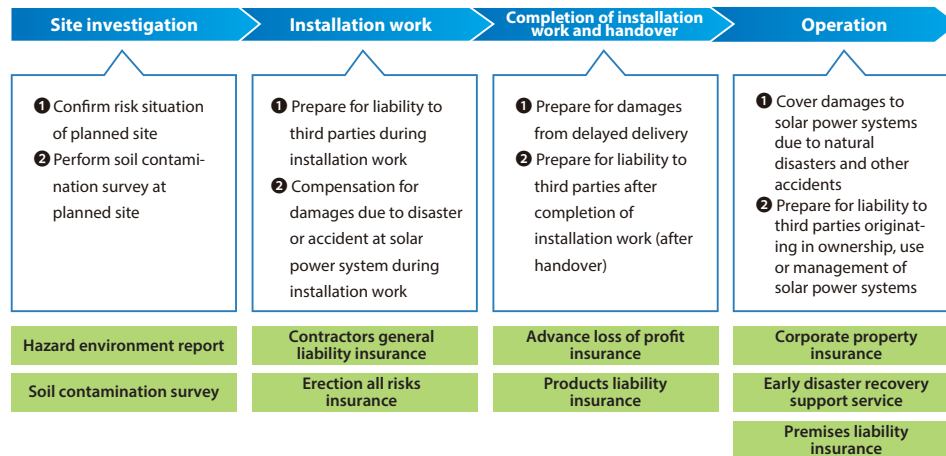 Site investigation
Installation work
Completion of installation
work and handover
Operation
❶ Confirm risk situation
of planned site
❷ Perform soil contami-
nation survey at
planned site
❶ Prepare for liability to
third parties during
installation work
❷ Compensation for
damages due to disaster
or accident at solar
power system during
installation work
❶ Prepare for damages
from delayed delivery
❷ Prepare for liability to
third parties after
completion of
installation work (after
handover)
❶ Cover damages to
solar power systems
due to natural
disasters and other
accidents
❷ Prepare for liability to
third parties originat-
ing in ownership, use
or management of
solar power systems
Hazard environment report
Soil contamination survey
Contractors general
liability insurance
Erection all risks
insurance
Advance loss of profit
insurance
Products liability
insurance
Corporate property
insurance
Early disaster recovery
support service
Premises liability
insurance